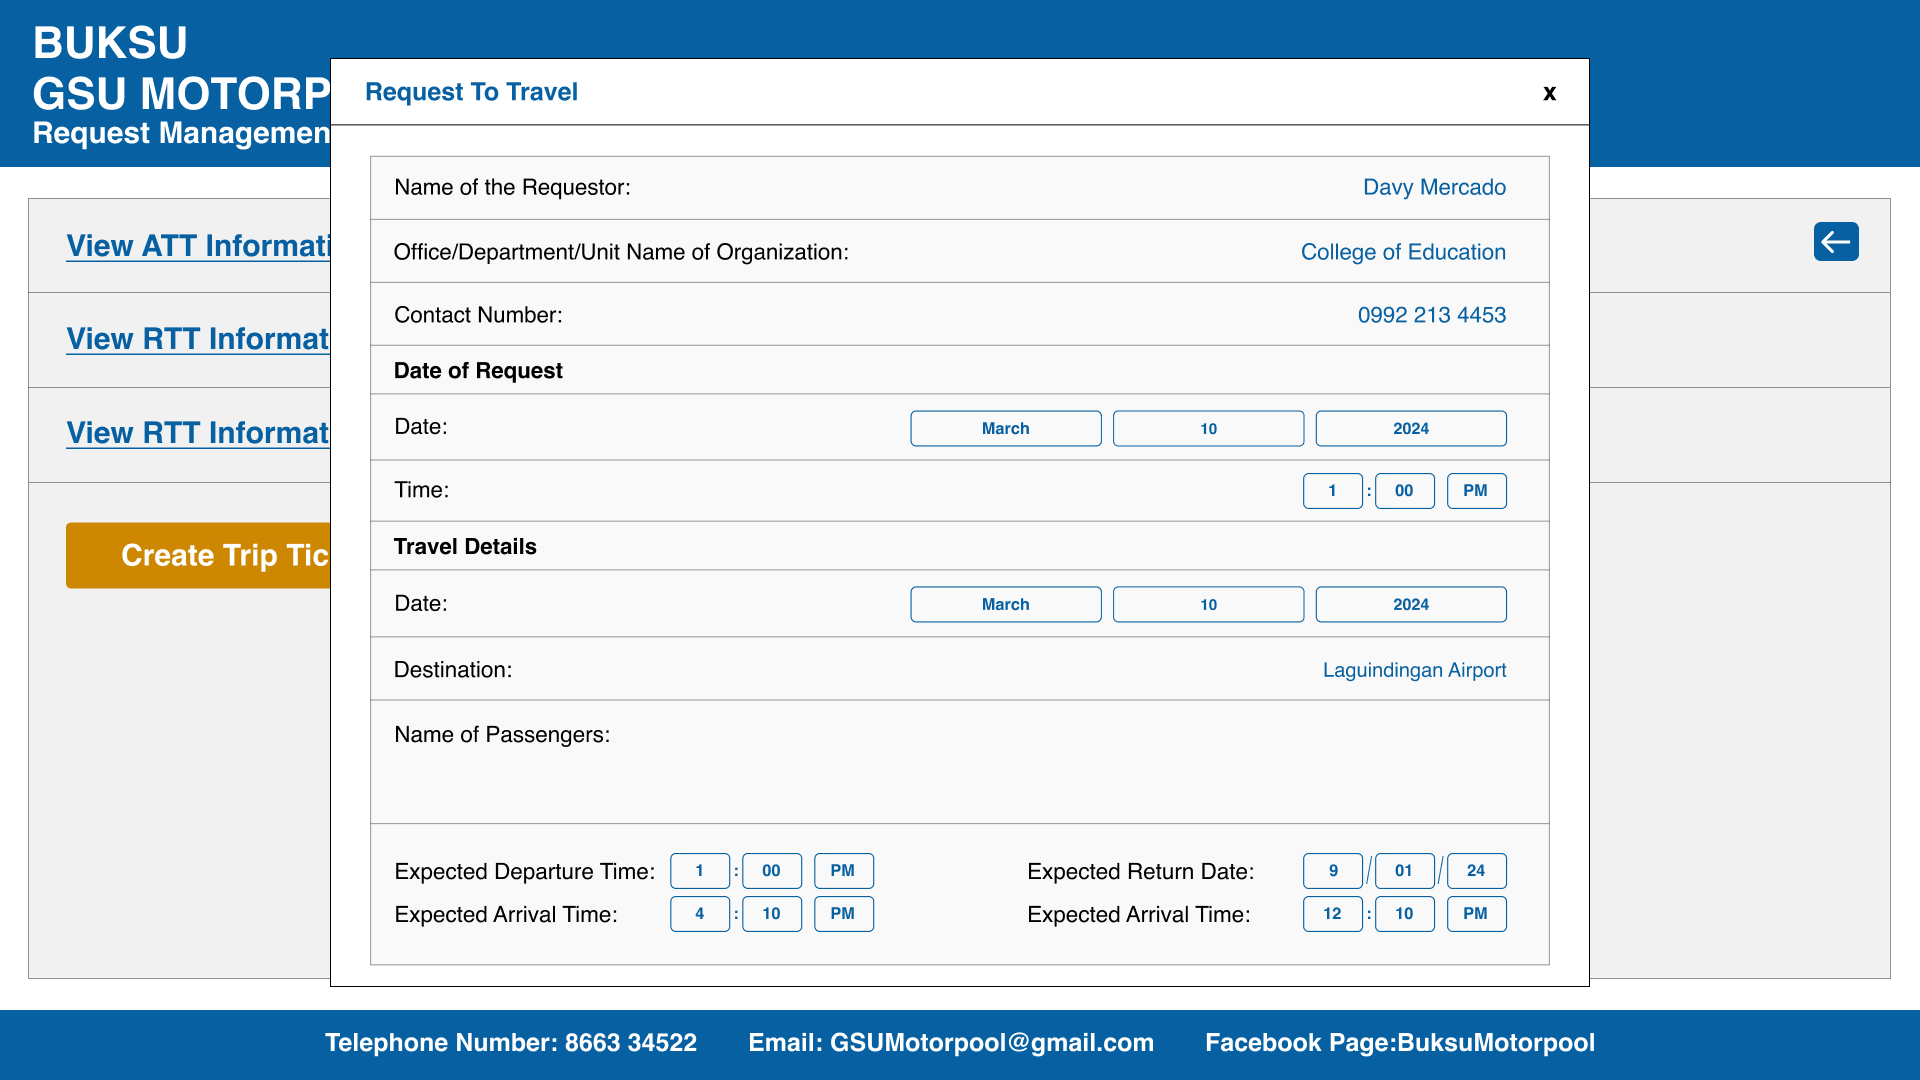 BUKSU
GSU MOTORP
Request Managemen
Request To Travel
x
View ATT Informati
View RTT Informat
View RTT Informat
Create Trip Tic
Name of the Requestor: Davy Mercado
Office/Department/Unit Name of Organization: College of Education
Contact Number: 0992 213 4453
Date of Request
Date: March 10 2024
Time: 1 : 00 PM
Travel Details
Date: March 10 2024
Destination: Laguindingan Airport
Name of Passengers:
Expected Departure Time: 1 : 00 PM Expected Return Date: 9 / 01 / 24
Expected Arrival Time: 4 : 10 PM Expected Arrival Time: 12 : 10 PM
Telephone Number: 8663 34522 Email: GSUMotorpool@gmail.com Facebook Page:BuksuMotorpool